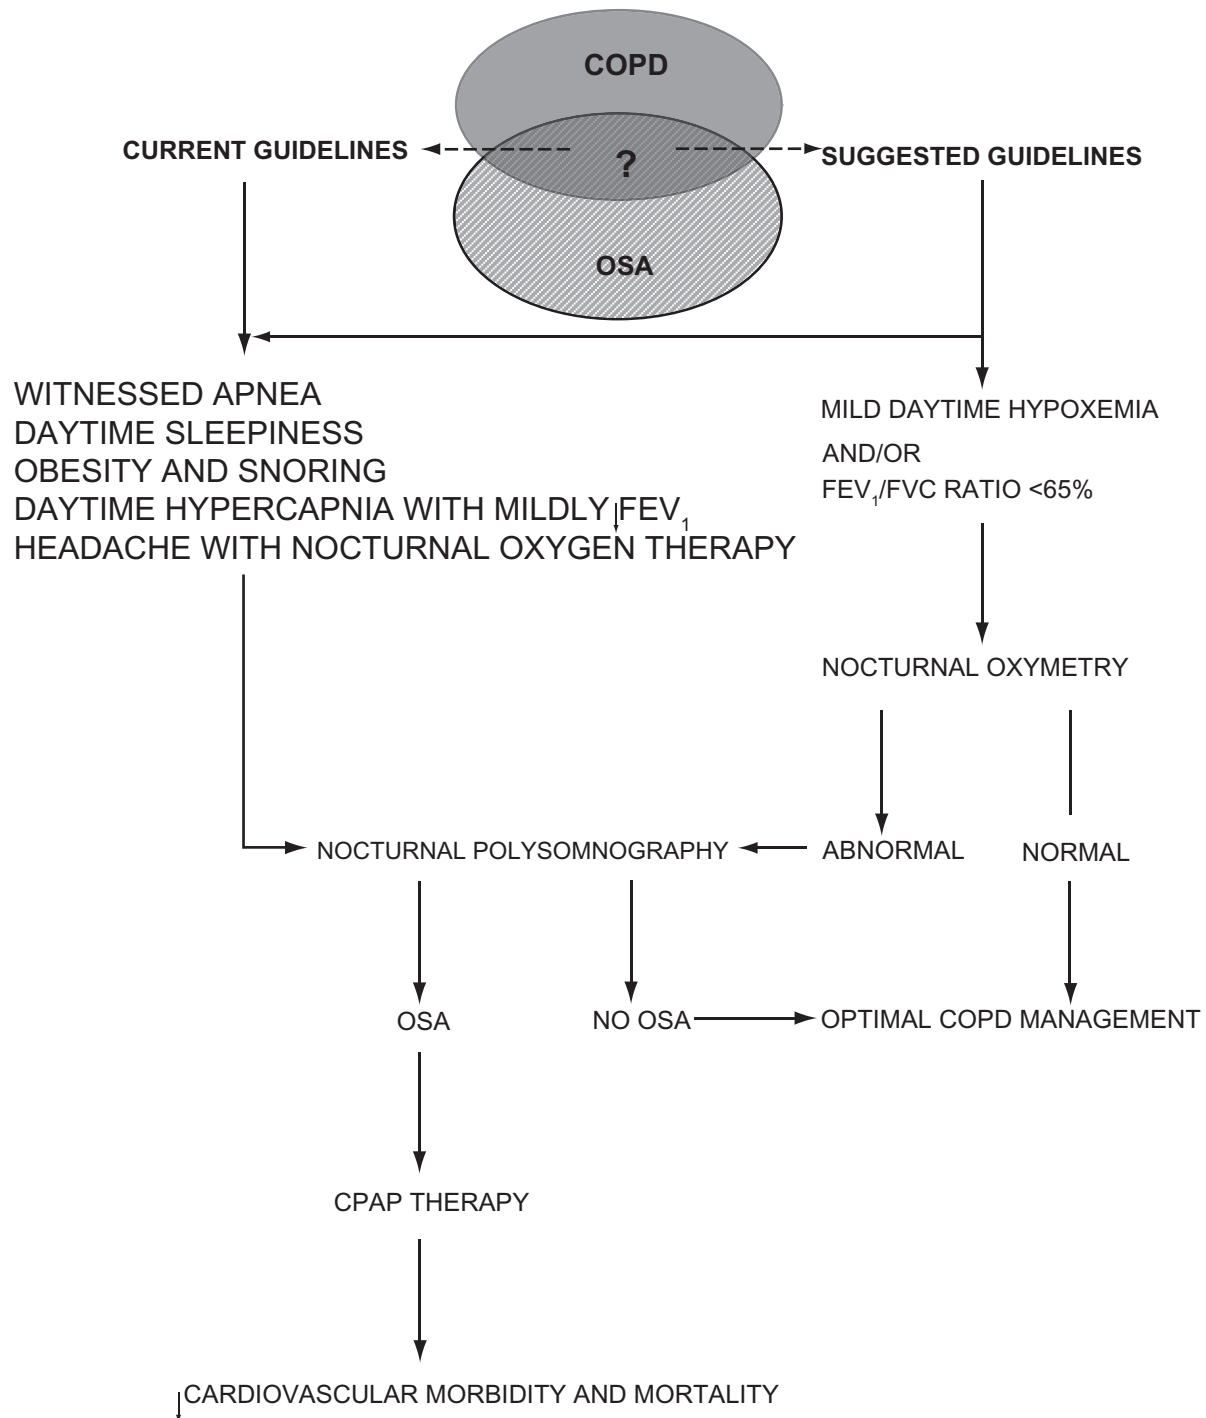 COPD
CURRENT GUIDELINES
?
SUGGESTED GUIDELINES
OSA
WITNESSED APNEA
DAYTIME SLEEPINESS
OBESITY AND SNORING
DAYTIME HYPERCAPNIA WITH MILDLY ↓FEV₁
HEADACHE WITH NOCTURNAL OXYGEN THERAPY
MILD DAYTIME HYPOXEMIA
AND/OR
FEV₁/FVC RATIO <65%
NOCTURNAL OXYMETRY
NOCTURNAL POLYSOMNOGRAPHY
ABNORMAL
NORMAL
OSA
NO OSA
OPTIMAL COPD MANAGEMENT
CPAP THERAPY
↓CARDIOVASCULAR MORBIDITY AND MORTALITY